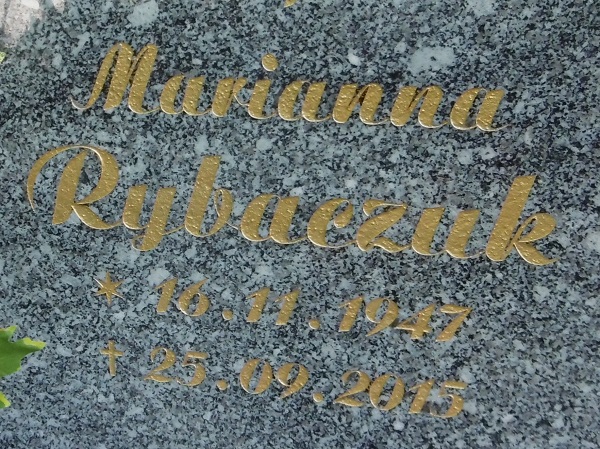 Marianna
Rybaczuk
* 16.11.1947
✝ 25.09.2015